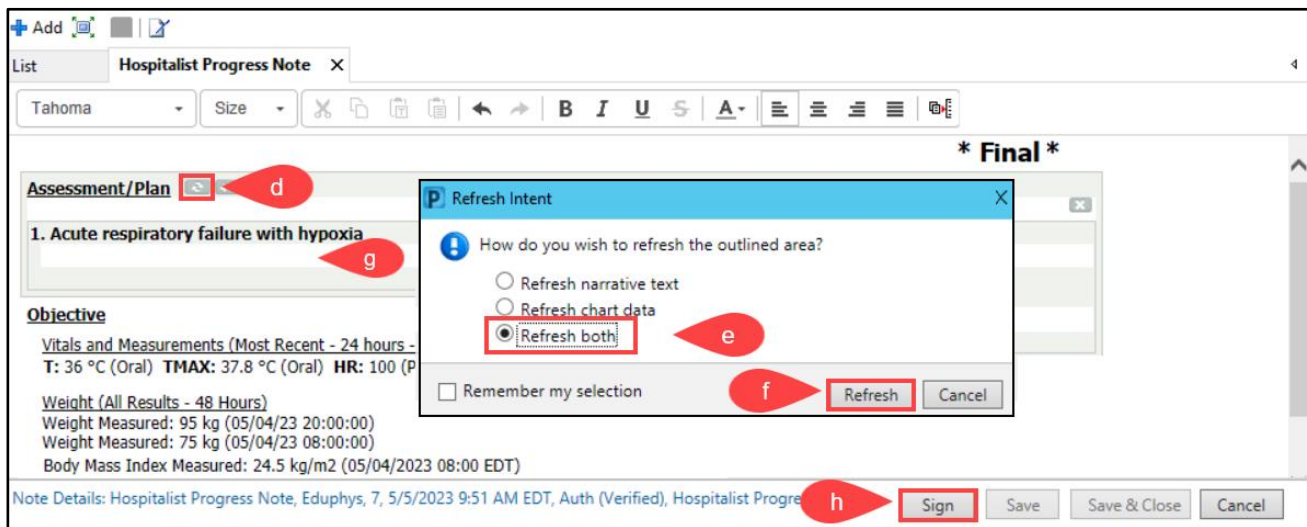 Add
List Hospitalist Progress Note X
Tahoma Size B I U S A
* Final *
Assessment/Plan d
1. Acute respiratory failure with hypoxia
g
P Refresh Intent X
How do you wish to refresh the outlined area?
Refresh narrative text
Refresh chart data
Refresh both e
Remember my selection f Refresh Cancel
Objective
Vitals and Measurements (Most Recent - 24 hours -
T: 36 °C (Oral) TMAX: 37.8 °C (Oral) HR: 100 (P
Weight (All Results - 48 Hours)
Weight Measured: 95 kg (05/04/23 20:00:00)
Weight Measured: 75 kg (05/04/23 08:00:00)
Body Mass Index Measured: 24.5 kg/m2 (05/04/2023 08:00 EDT)
Note Details: Hospitalist Progress Note, Eduphys, 7, 5/5/2023 9:51 AM EDT, Auth (Verified), Hospitalist Progre h Sign Save Save & Close Cancel